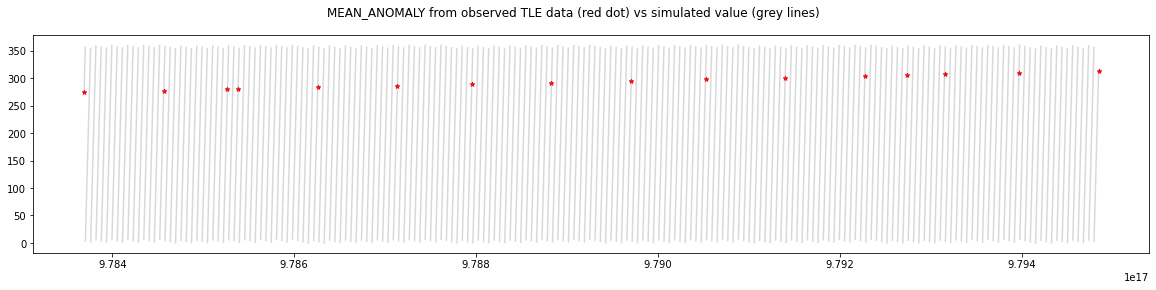 MEAN_ANOMALY from observed TLE data (red dot) vs simulated value (grey lines)
350
300
250
200
150
100
50
0
9.784 9.786 9.788 9.790 9.792 9.794
1e17